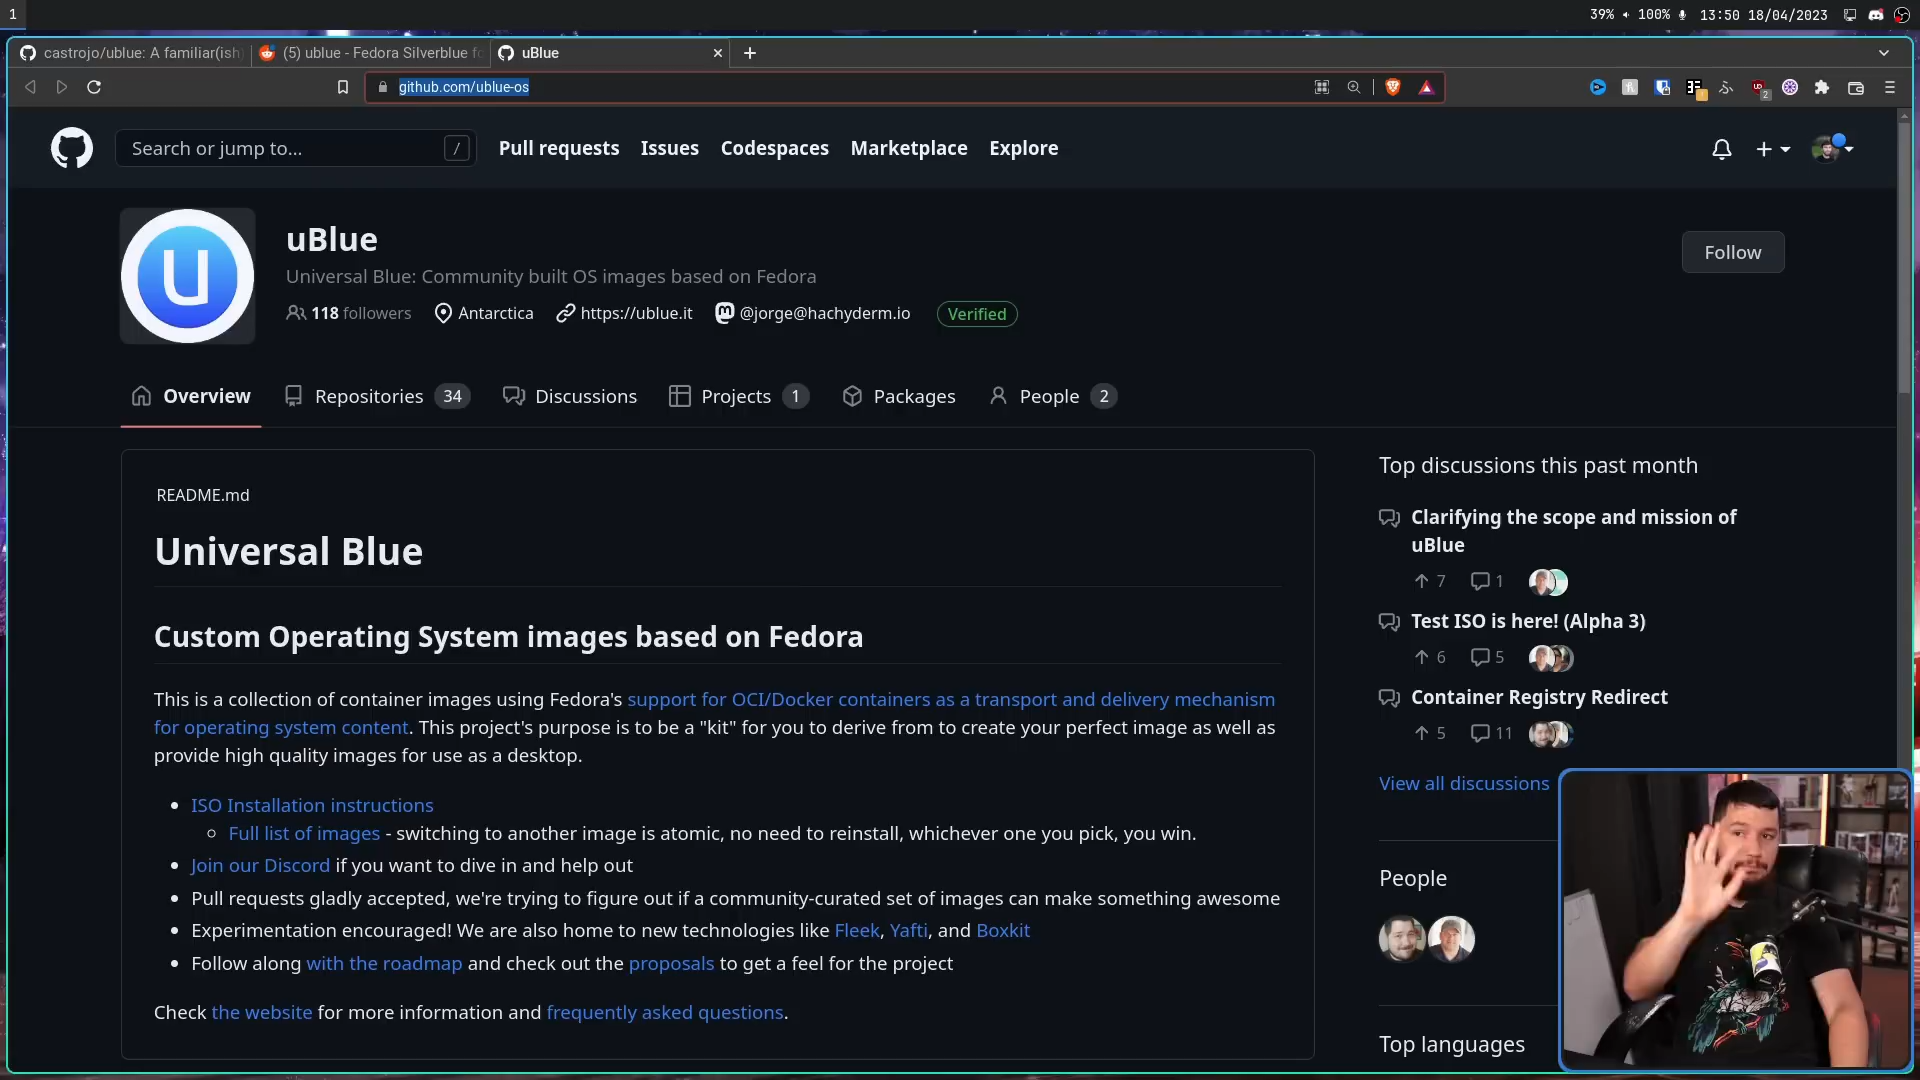 1
39% 100% 13:50 18/04/2023
castrojo/ublue: A familiar(ish)
(5) ublue - Fedora Silverblue fo
uBlue
github.com/ublue-os
2
Search or jump to...
/
Pull requests Issues Codespaces Marketplace Explore
U
uBlue
Universal Blue: Community built OS images based on Fedora
118 followers Antarctica https://ublue.it @jorge@hachyderm.io Verified
Follow
Overview Repositories 34 Discussions Projects 1 Packages People 2
README.md
Universal Blue
Custom Operating System images based on Fedora
This is a collection of container images using Fedora's support for OCI/Docker containers as a transport and delivery mechanism
for operating system content. This project's purpose is to be a "kit" for you to derive from to create your perfect image as well as
provide high quality images for use as a desktop.
ISO Installation instructions
Full list of images - switching to another image is atomic, no need to reinstall, whichever one you pick, you win.
Join our Discord if you want to dive in and help out
Pull requests gladly accepted, we're trying to figure out if a community-curated set of images can make something awesome
Experimentation encouraged! We are also home to new technologies like Fleek, Yafti, and Boxkit
Follow along with the roadmap and check out the proposals to get a feel for the project
Check the website for more information and frequently asked questions.
Top discussions this past month
Clarifying the scope and mission of
uBlue
7 1
Test ISO is here! (Alpha 3)
6 5
Container Registry Redirect
5 11
View all discussions
People
Top languages